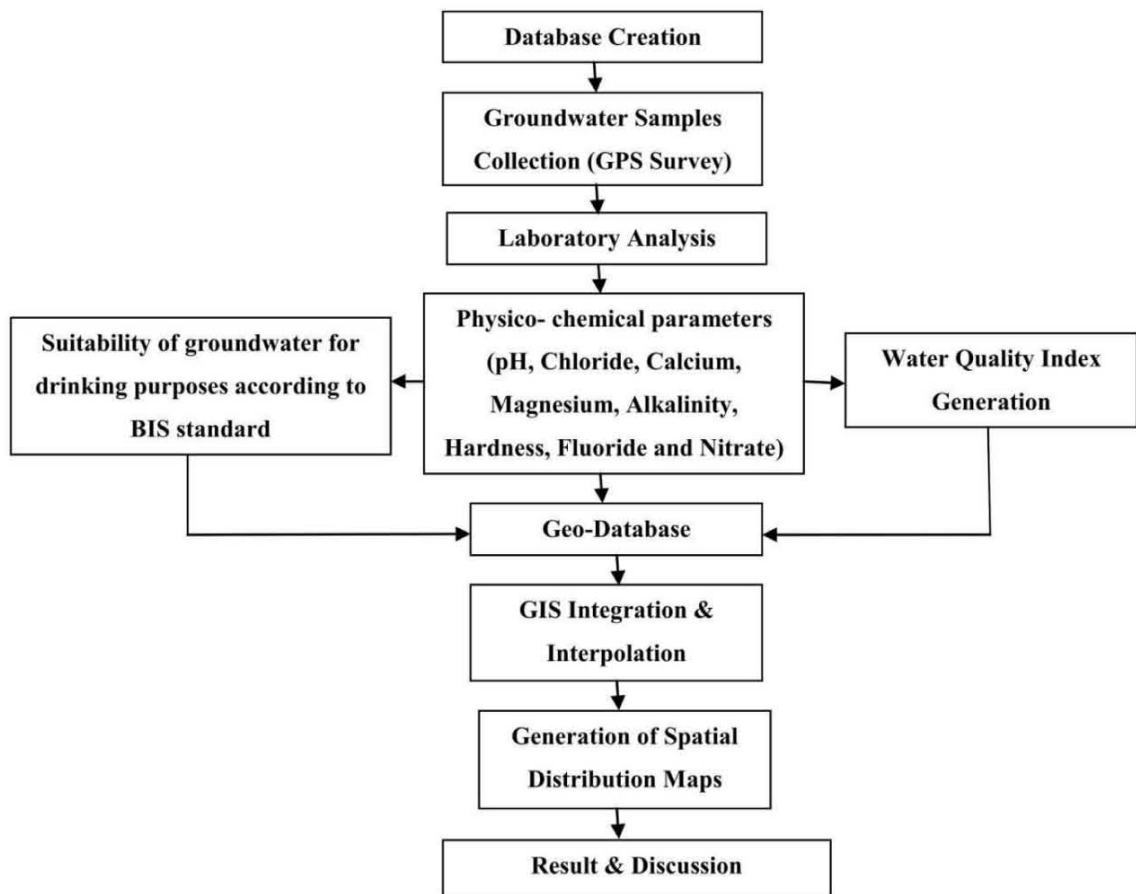 Database Creation
Groundwater Samples
Collection (GPS Survey)
Laboratory Analysis
Physico- chemical parameters
(pH, Chloride, Calcium,
Magnesium, Alkalinity,
Hardness, Fluoride and Nitrate)
Suitability of groundwater for
drinking purposes according to
BIS standard
Water Quality Index
Generation
Geo-Database
GIS Integration &
Interpolation
Generation of Spatial
Distribution Maps
Result & Discussion